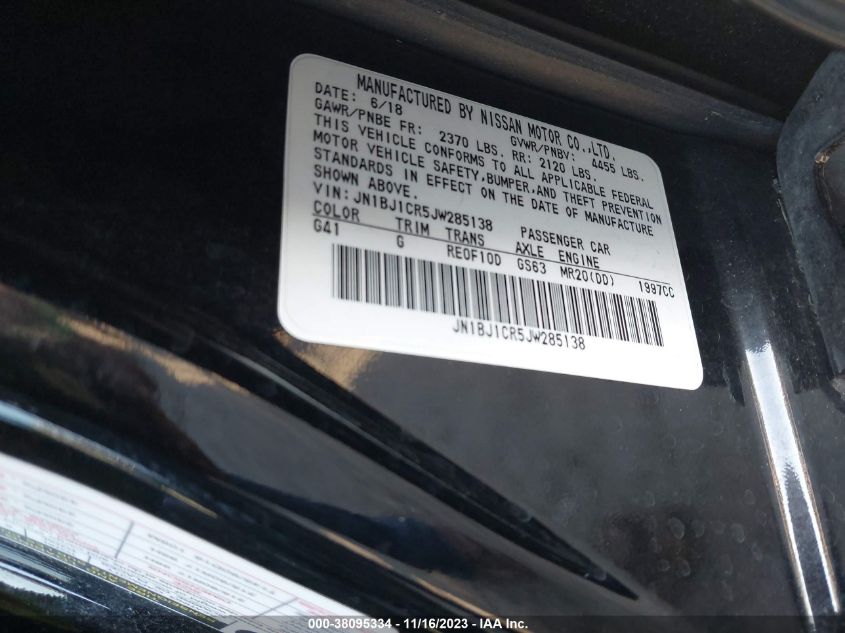 MANUFACTURED BY NISSAN MOTOR CO.,LTD.
DATE: 6/18 GVWR/PNBV: 4455 LBS.
GAWR/PNBE FR: 2370 LBS. RR: 2120 LBS.
THIS VEHICLE CONFORMS TO ALL APPLICABLE FEDERAL
MOTOR VEHICLE SAFETY,BUMPER,AND THEFT PREVENTION
STANDARDS IN EFFECT ON THE DATE OF MANUFACTURE
SHOWN ABOVE.
VIN: JN1BJ1CR5JW285138 PASSENGER CAR
COLOR TRIM TRANS AXLE ENGINE
G41 G RE0F10D GS63 MR20(DD) 1997CC
JN1BJ1CR5JW285138
000-38095334 - 11/16/2023 - IAA Inc.